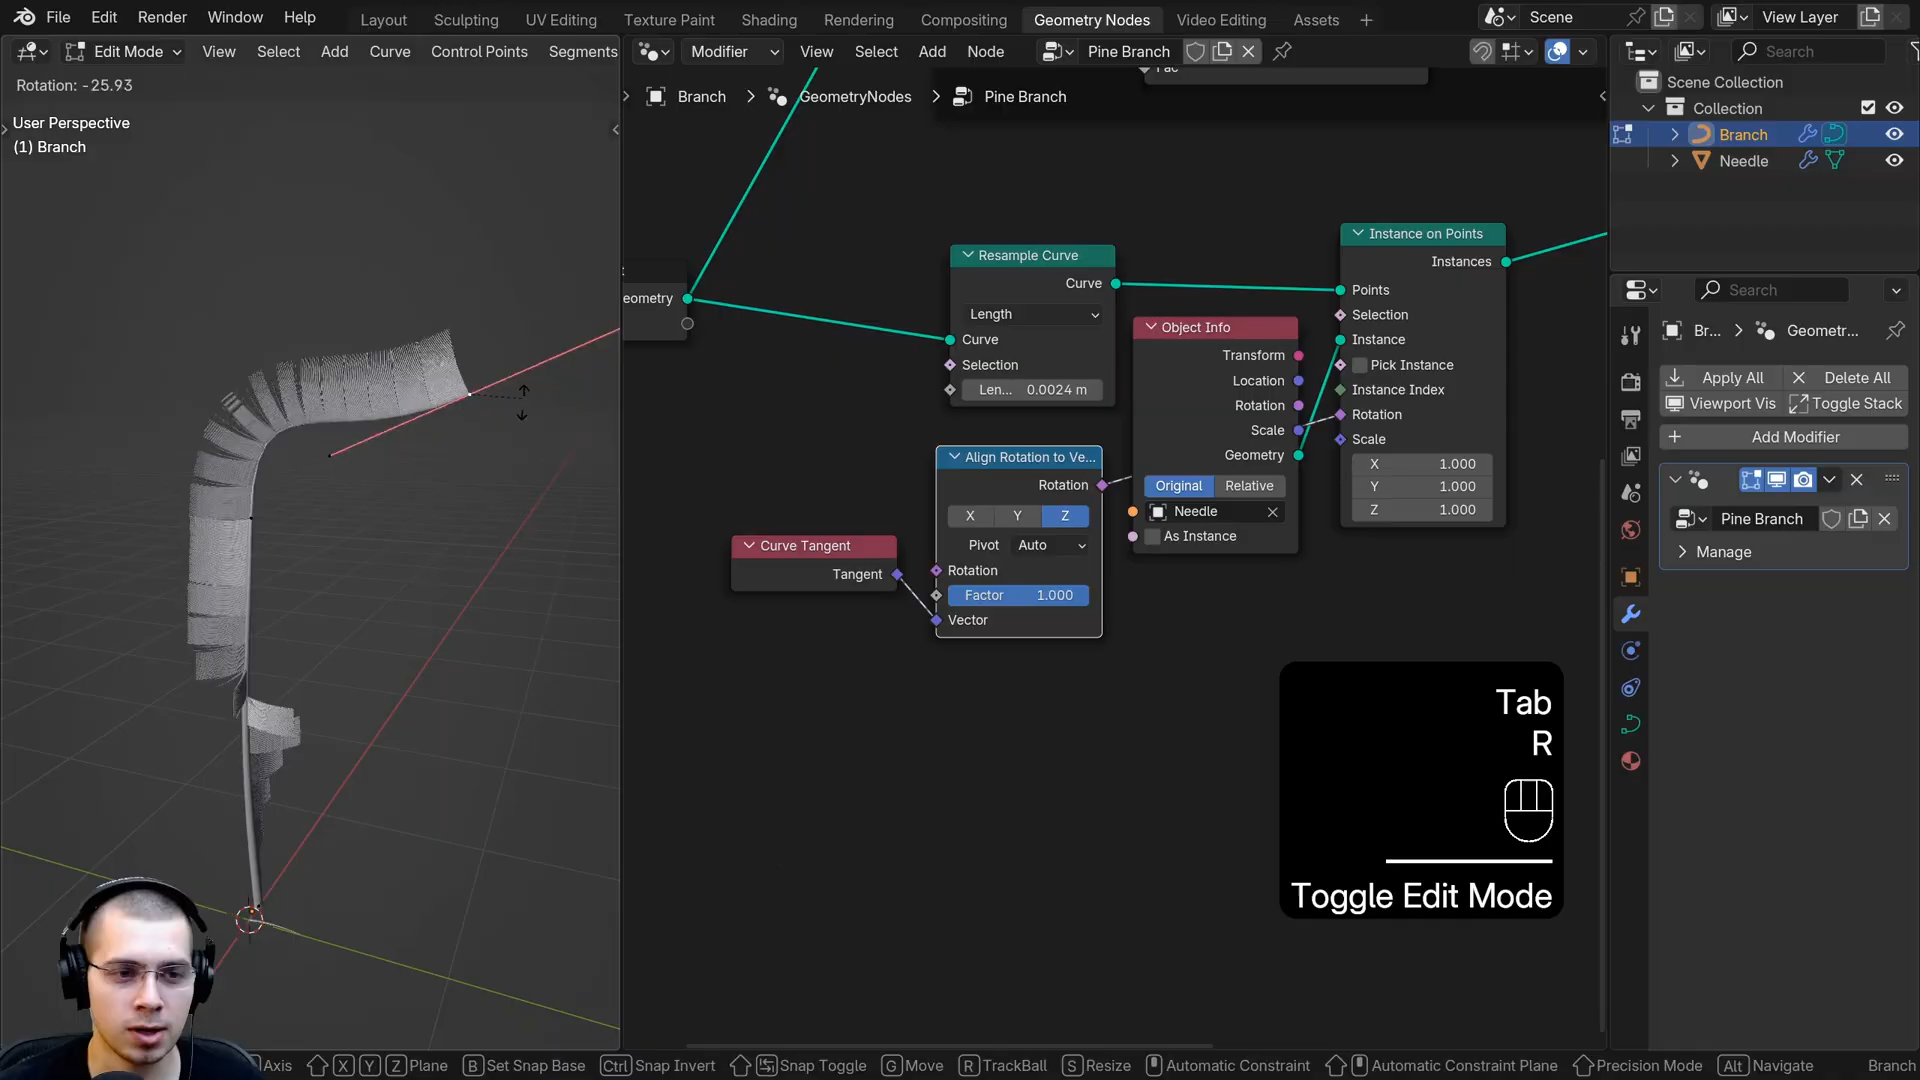 File Edit Render Window Help
Layout Sculpting UV Editing Texture Paint Shading Rendering Compositing Geometry Nodes Video Editing Assets +
Scene
View Layer
Edit Mode View Select Add Curve Control Points Segments
Modifier View Select Add Node Pine Branch
Search
Rotation: -25.93
User Perspective
(1) Branch
Branch > GeometryNodes > Pine Branch
Fac
Scene Collection
Collection
Branch
Needle
Search
Br... > Geometr...
Apply All Delete All
Viewport Vis Toggle Stack
Add Modifier
Pine Branch
Manage
eometry
Resample Curve
Curve
Length
Curve
Selection
Len... 0.0024 m
Object Info
Transform
Location
Rotation
Scale
Geometry
Original Relative
Needle
As Instance
Instance on Points
Instances
Points
Selection
Instance
Pick Instance
Instance Index
Rotation
Scale
X 1.000
Y 1.000
Z 1.000
Align Rotation to Ve...
Rotation
X Y Z
Pivot Auto
Rotation
Factor 1.000
Vector
Curve Tangent
Tangent
Tab
R
Toggle Edit Mode
Axis X Y Z Plane B Set Snap Base Ctrl Snap Invert Snap Toggle G Move R TrackBall S Resize Automatic Constraint Automatic Constraint Plane Precision Mode Alt Navigate Branch